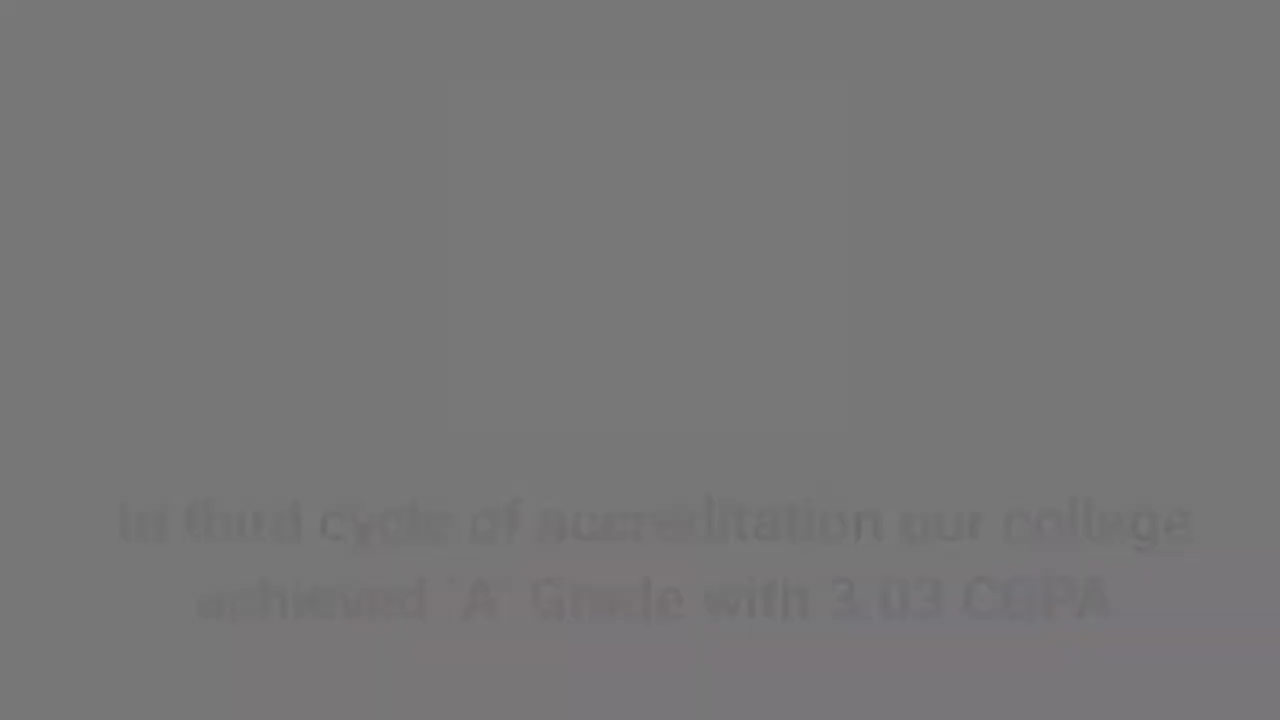 In third cycle of accreditation our college
achieved 'A' Grade with 3.03 CGPA